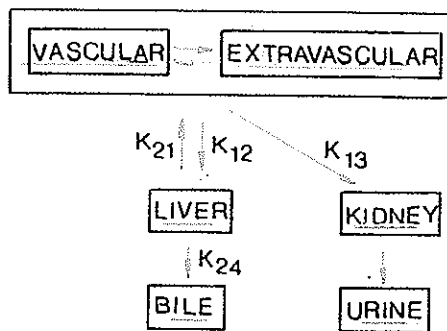 VASCULAR EXTRAVASCULAR
K21 K12 K13
LIVER KIDNEY
K24
BILE URINE